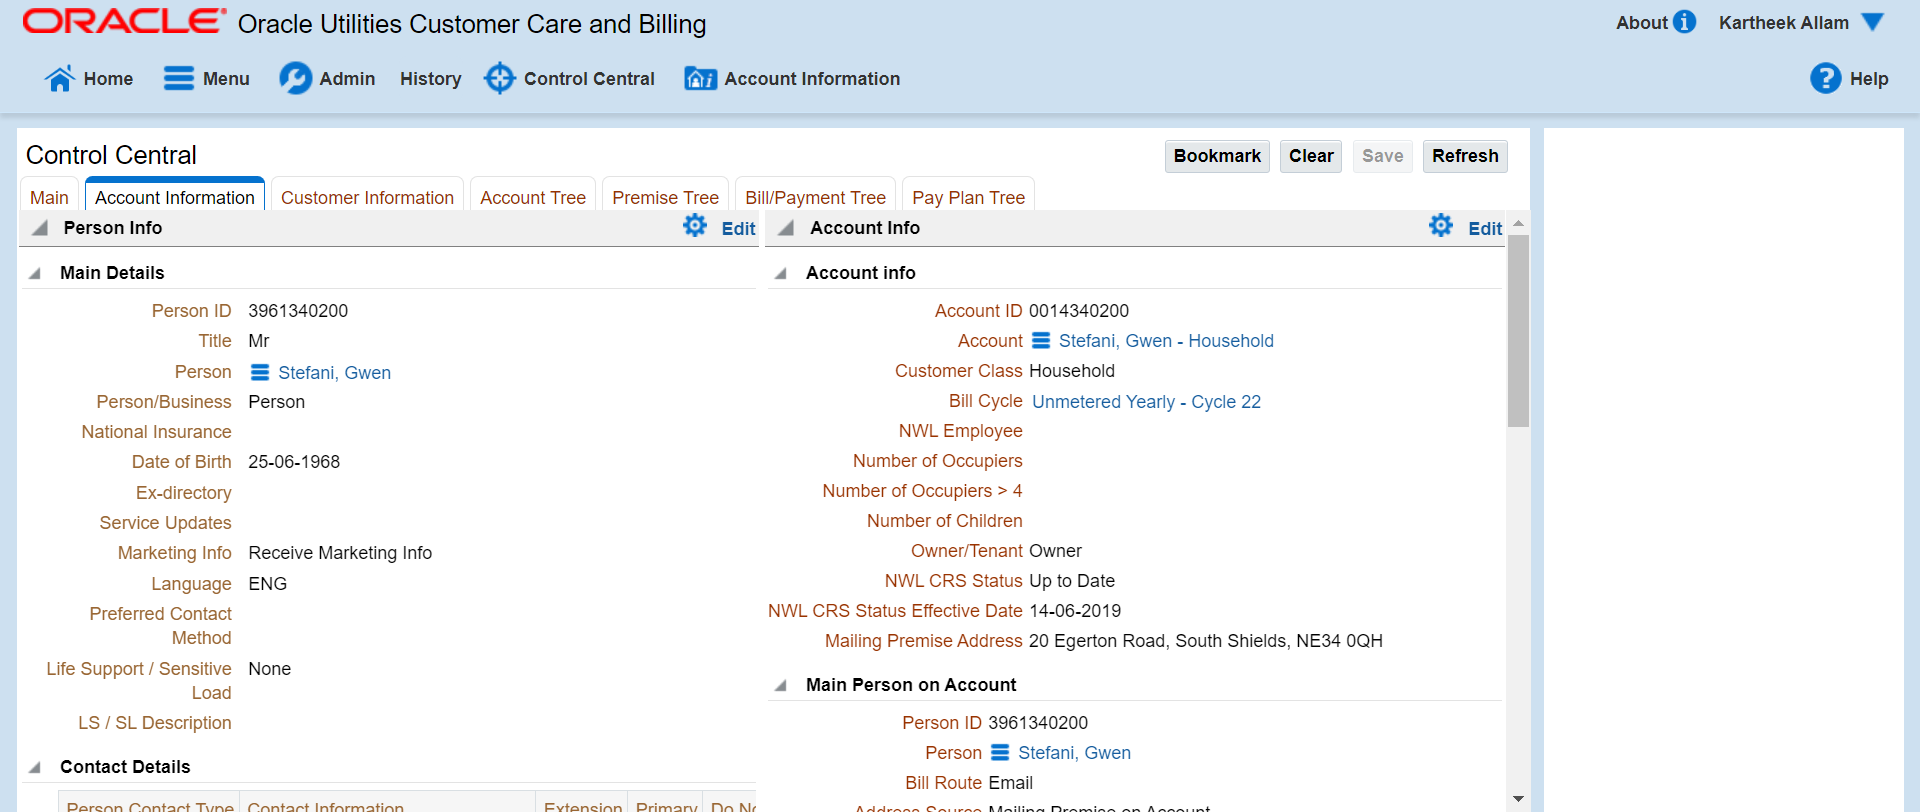 ORACLE Oracle Utilities Customer Care and Billing
About Kartheek Allam
Home Menu Admin History Control Central Account Information Help
Control Central
Bookmark Clear Save Refresh
Main Account Information Customer Information Account Tree Premise Tree Bill/Payment Tree Pay Plan Tree
Person Info Edit
Main Details
Person ID 3961340200
Title Mr
Person Stefani, Gwen
Person/Business Person
National Insurance
Date of Birth 25-06-1968
Ex-directory
Service Updates
Marketing Info Receive Marketing Info
Language ENG
Preferred Contact
Method
Life Support / Sensitive None
Load
LS / SL Description
Contact Details
Person Contact Type Contact Information Extension Primary Do No
Account Info Edit
Account info
Account ID 0014340200
Account Stefani, Gwen - Household
Customer Class Household
Bill Cycle Unmetered Yearly - Cycle 22
NWL Employee
Number of Occupiers
Number of Occupiers > 4
Number of Children
Owner/Tenant Owner
NWL CRS Status Up to Date
NWL CRS Status Effective Date 14-06-2019
Mailing Premise Address 20 Egerton Road, South Shields, NE34 0QH
Main Person on Account
Person ID 3961340200
Person Stefani, Gwen
Bill Route Email
Address Source Mailing Premise on Account